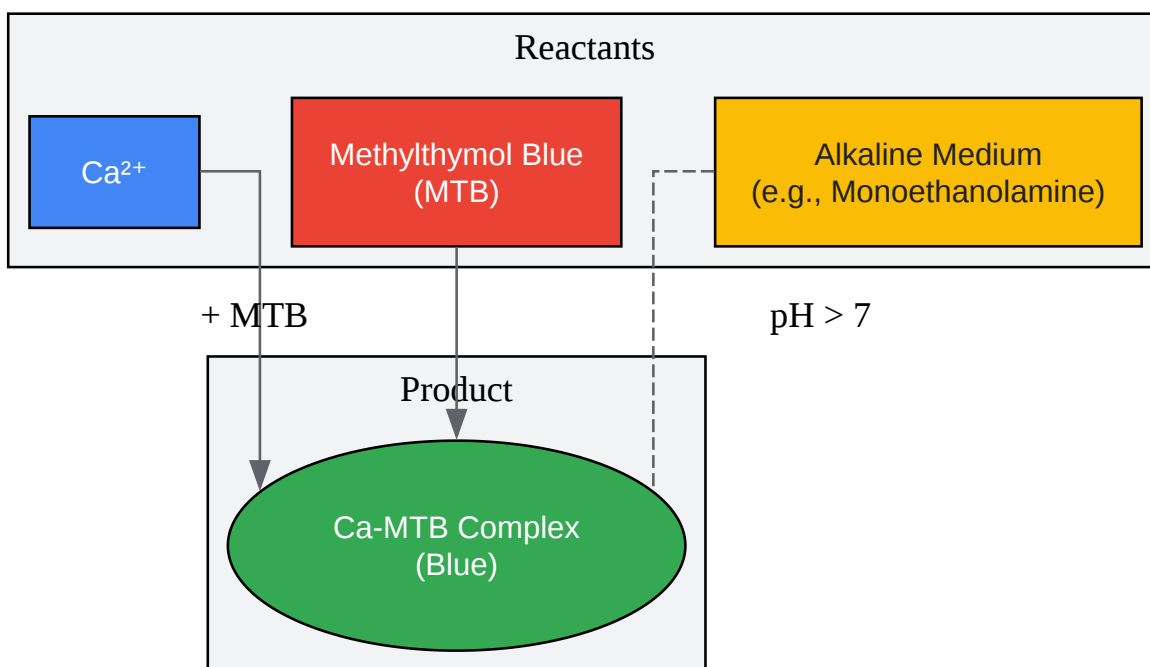 Reactants
Ca²⁺
Methylthymol Blue
(MTB)
Alkaline Medium
(e.g., Monoethanolamine)
+ MTB
pH > 7
Product
Ca-MTB Complex
(Blue)